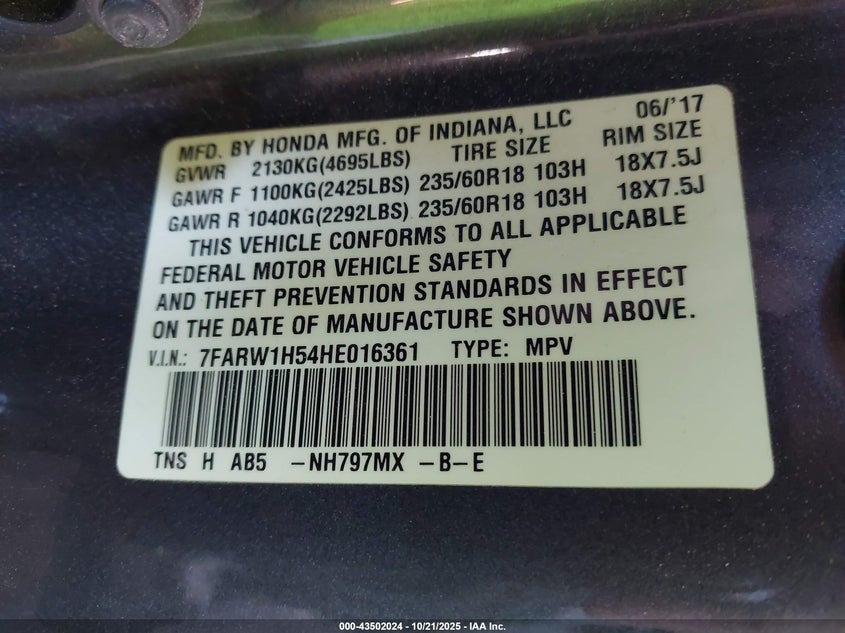 MFD. BY HONDA MFG. OF INDIANA, LLC 06/'17
GVWR 2130KG(4695LBS) TIRE SIZE RIM SIZE
GAWR F 1100KG(2425LBS) 235/60R18 103H 18X7.5J
GAWR R 1040KG(2292LBS) 235/60R18 103H 18X7.5J
THIS VEHICLE CONFORMS TO ALL APPLICABLE
FEDERAL MOTOR VEHICLE SAFETY
AND THEFT PREVENTION STANDARDS IN EFFECT
ON THE DATE OF MANUFACTURE SHOWN ABOVE.
V.I.N.: 7FARW1H54HE016361 TYPE: MPV
TNS H AB5 -NH797MX -B-E
000-43502024 - 10/21/2025 - IAA Inc.